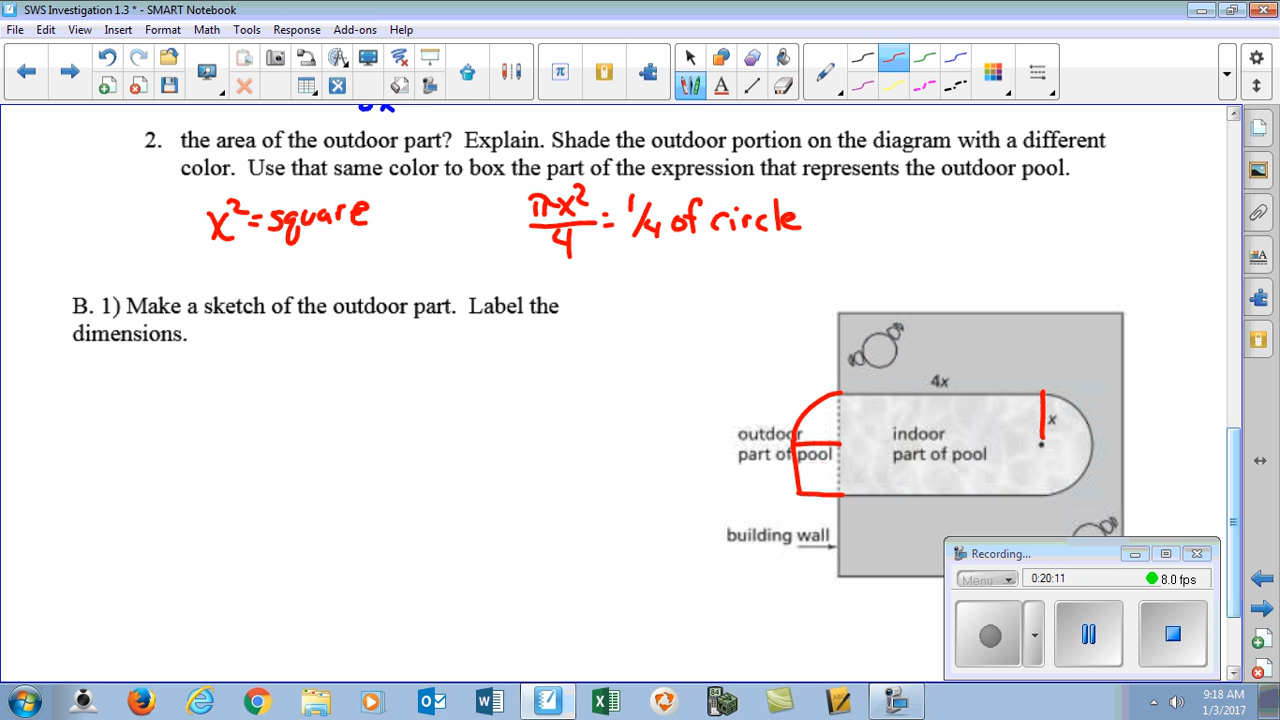 SWS Investigation 1.3 * - SMART Notebook
File Edit View Insert Format Math Tools Response Add-ons Help
2. the area of the outdoor part? Explain. Shade the outdoor portion on the diagram with a different
color. Use that same color to box the part of the expression that represents the outdoor pool.
x² = square
πx²/4 = 1/4 of circle
B. 1) Make a sketch of the outdoor part. Label the
dimensions.
4x
x
outdoor
part of pool
indoor
part of pool
building wall
Recording...
Menu
0:20:11
8.0 fps
9:18 AM
1/3/2017